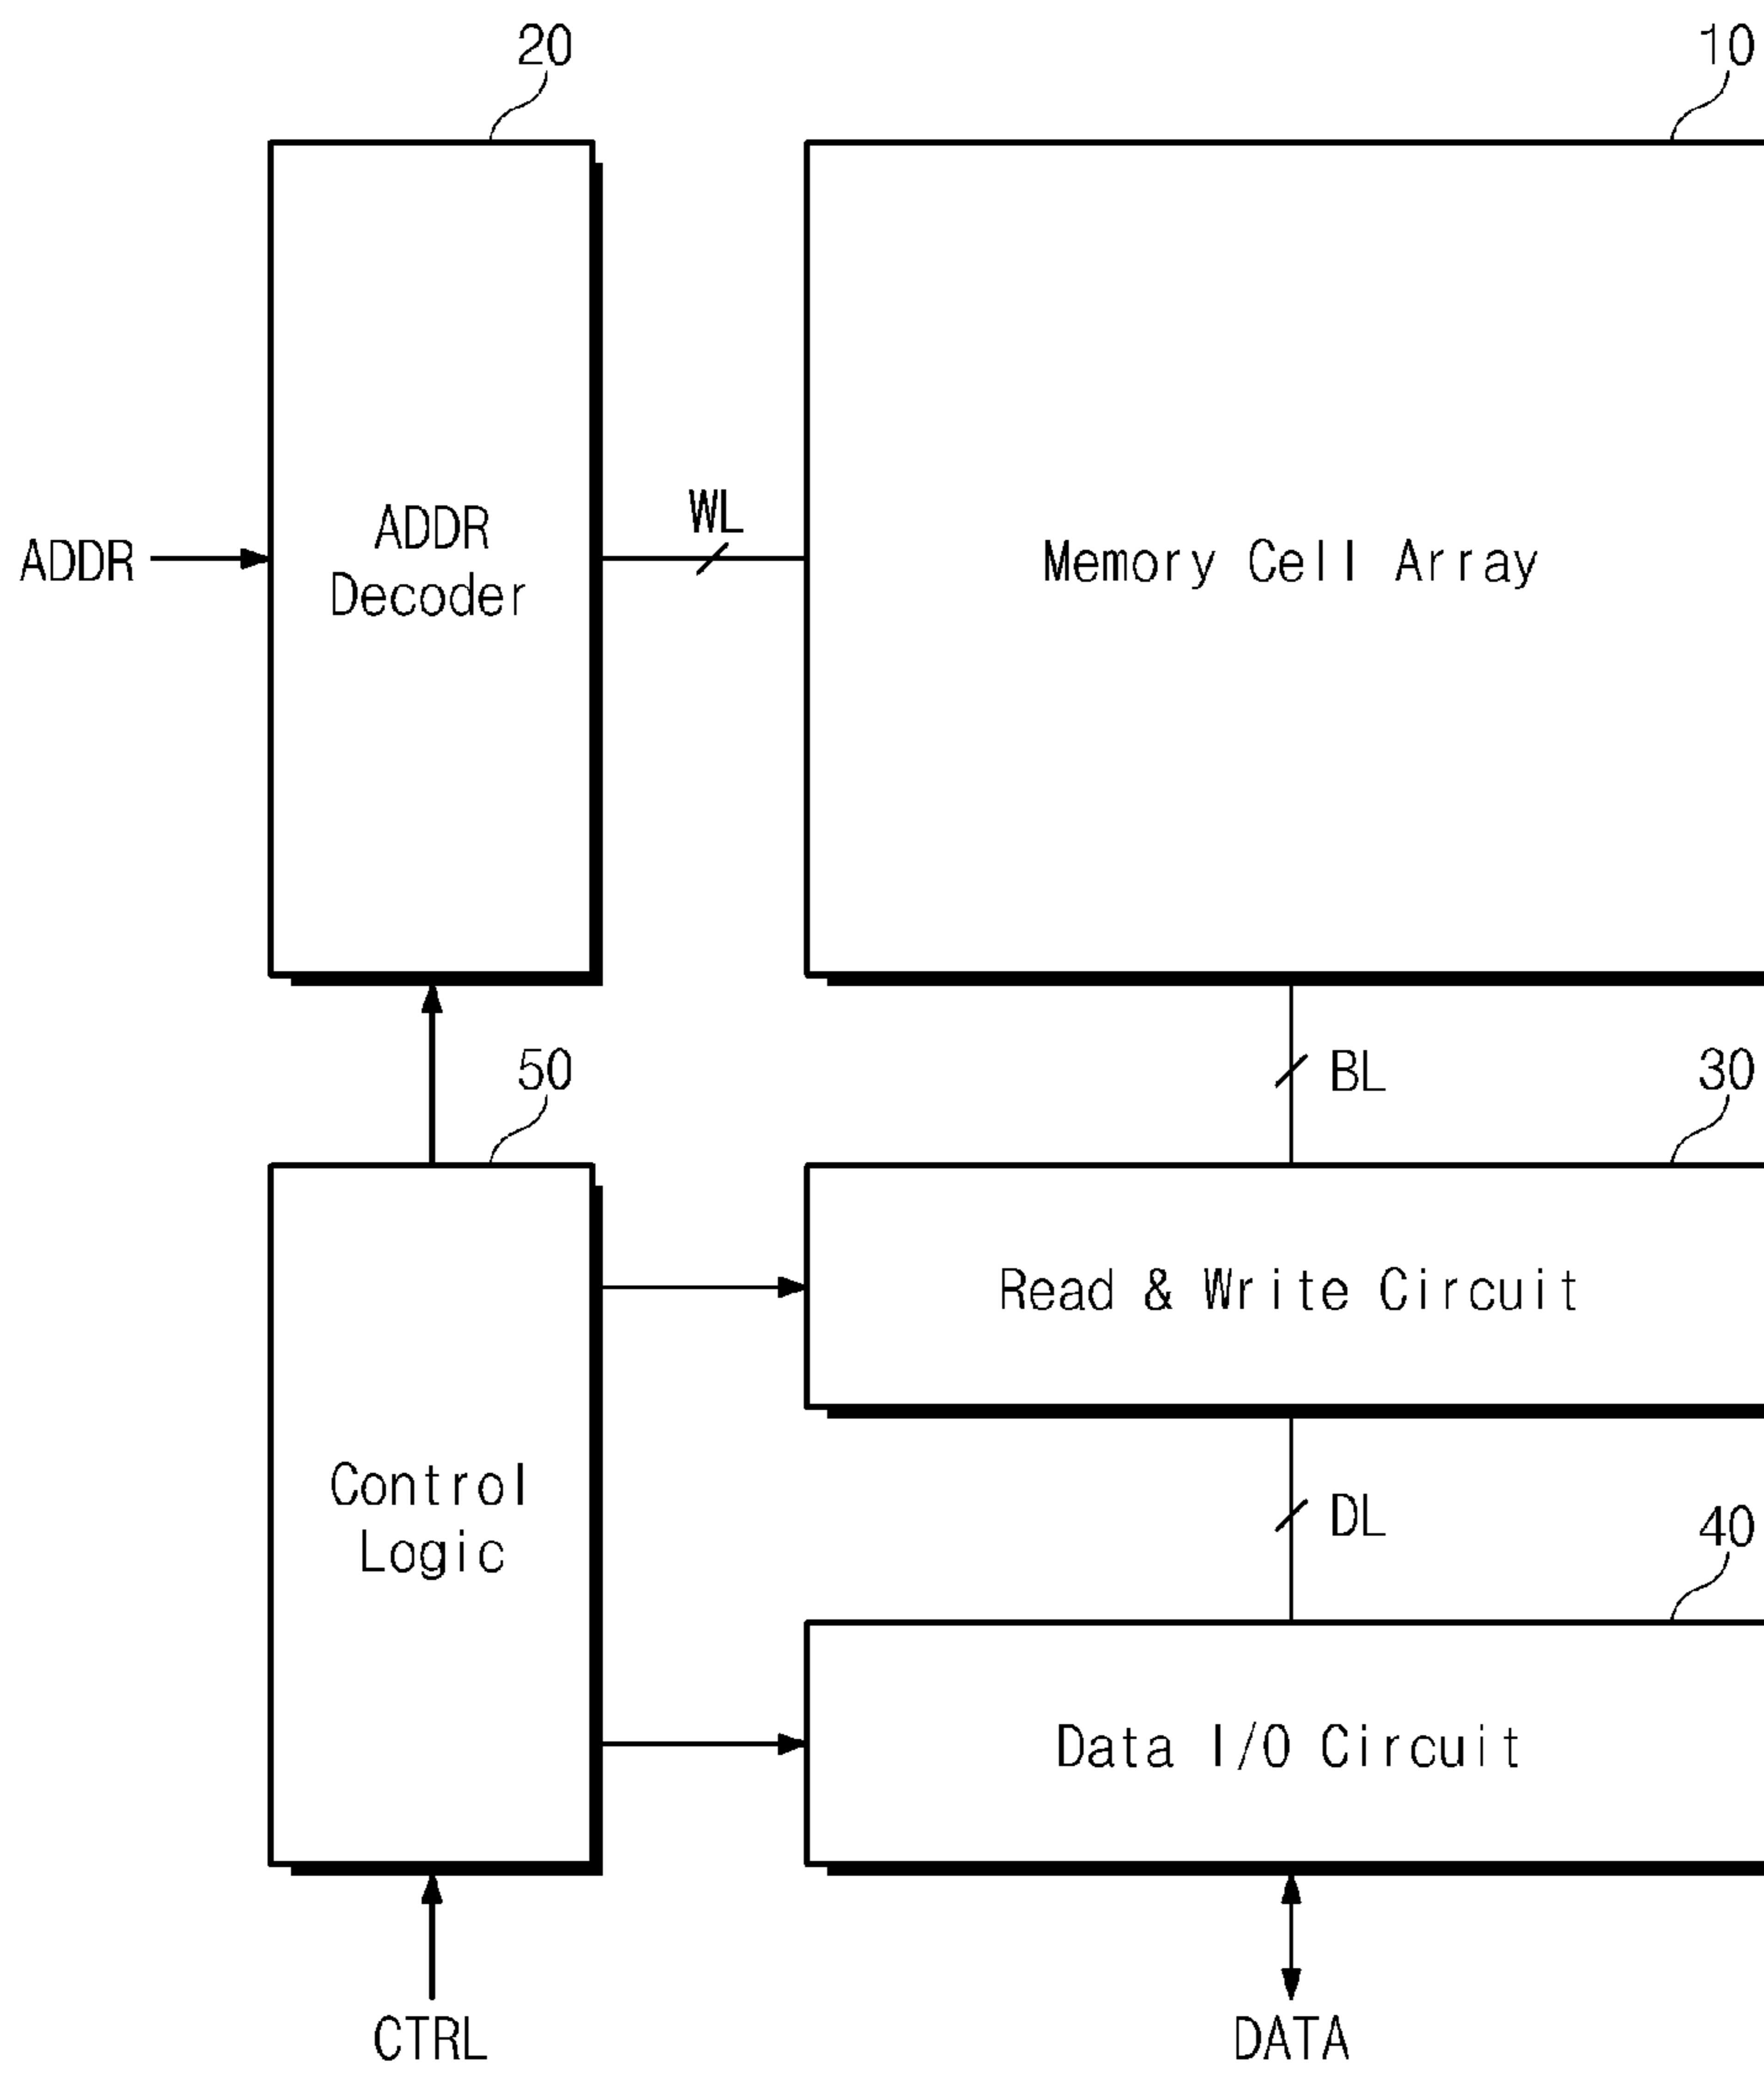 20
10
ADDR
ADDR
Decoder
WL
Memory Cell Array
50
BL
30
Read & Write Circuit
Control
Logic
DL
40
Data I/O Circuit
CTRL
DATA